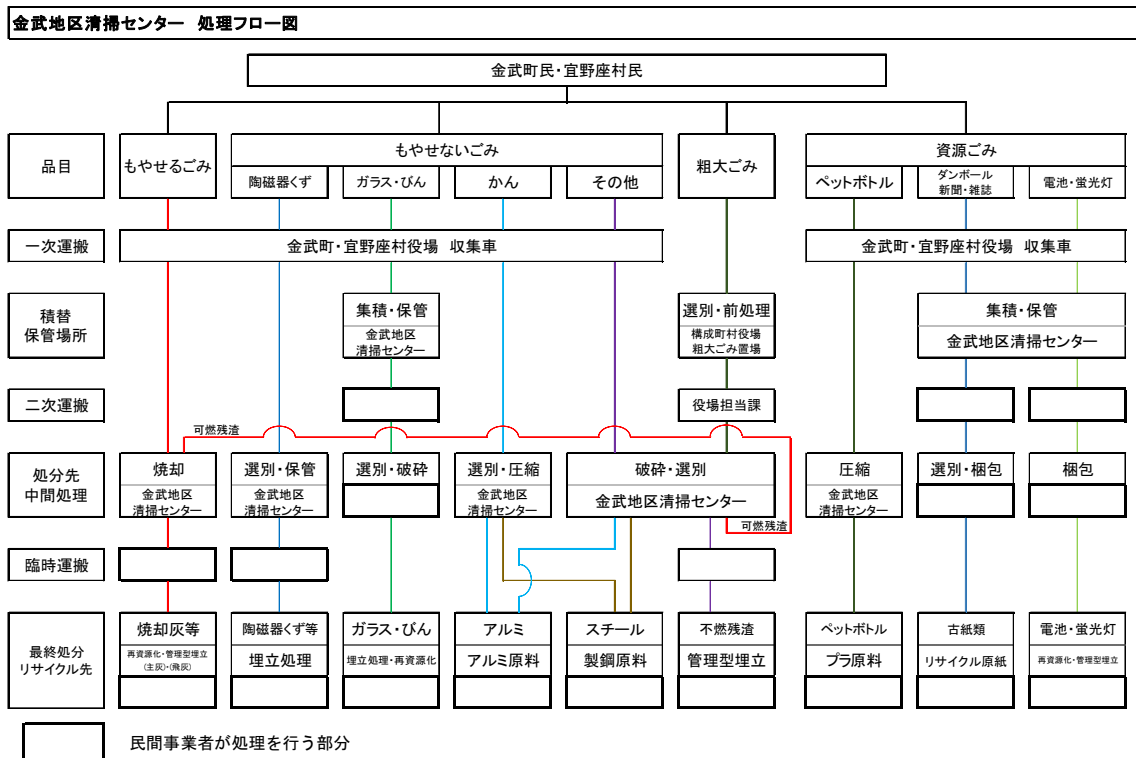 金武地区清掃センター 処理フロー図
金武町民・宜野座村民
品目
もやせるごみ
もやせないごみ
陶磁器くず
ガラス・びん
かん
その他
粗大ごみ
資源ごみ
ペットボトル
ダンボール
新聞・雑誌
電池・蛍光灯
一次運搬
金武町・宜野座村役場 収集車
金武町・宜野座村役場 収集車
積替
保管場所
集積・保管
金武地区
清掃センター
選別・前処理
構成町村役場
粗大ごみ置場
集積・保管
金武地区清掃センター
二次運搬
役場担当課
可燃残渣
処分先
中間処理
焼却
金武地区
清掃センター
選別・保管
金武地区
清掃センター
選別・破砕
選別・圧縮
金武地区
清掃センター
破砕・選別
金武地区清掃センター
可燃残渣
圧縮
金武地区
清掃センター
選別・梱包
梱包
臨時運搬
最終処分
リサイクル先
焼却灰等
再資源化・管理型埋立
(主灰)・(飛灰)
陶磁器くず等
埋立処理
ガラス・びん
埋立処理・再資源化
アルミ
アルミ原料
スチール
製鋼原料
不燃残渣
管理型埋立
ペットボトル
プラ原料
古紙類
リサイクル原紙
電池・蛍光灯
再資源化・管理型埋立
民間事業者が処理を行う部分